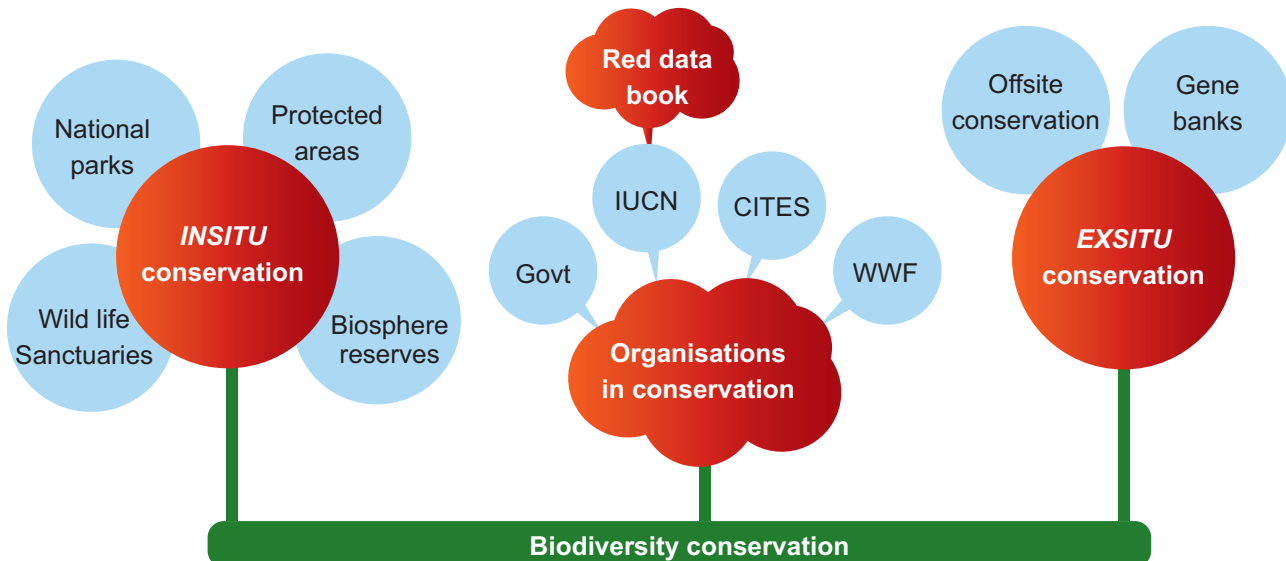 National
parks
Protected
areas
INSITU
conservation
Wild life
Sanctuaries
Biosphere
reserves
Red data
book
IUCN
CITES
Govt
WWF
Organisations
in conservation
Offsite
conservation
Gene
banks
EXSITU
conservation
Biodiversity conservation